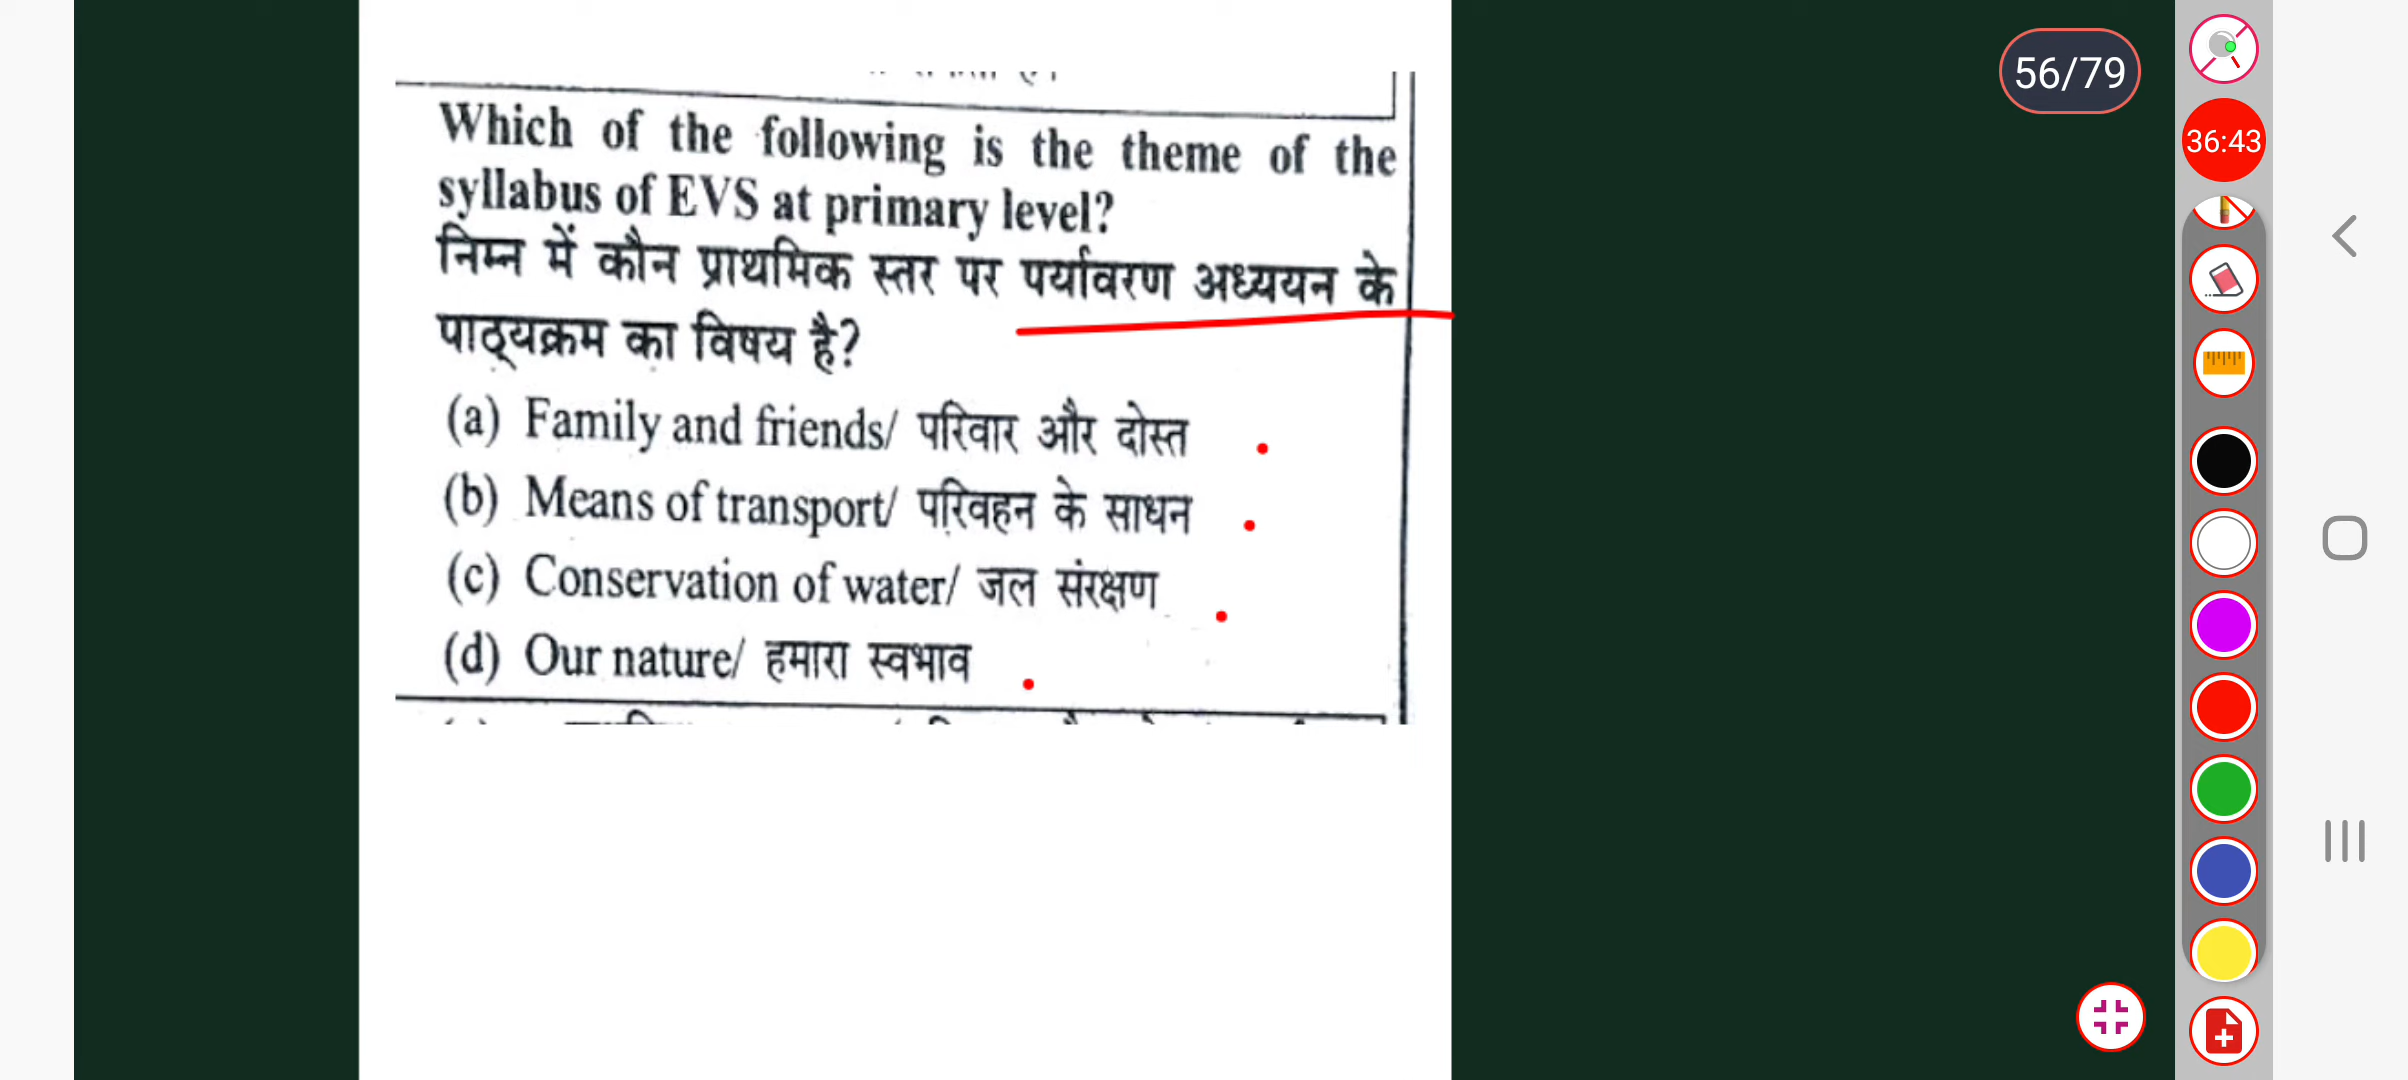 56/79
36:43
Which of the following is the theme of the
syllabus of EVS at primary level?
निम्न में कौन प्राथमिक स्तर पर पर्यावरण अध्ययन के
पाठ्यक्रम का विषय है?
(a) Family and friends/ परिवार और दोस्त
(b) Means of transport/ परिवहन के साधन
(c) Conservation of water/ जल संरक्षण
(d) Our nature/ हमारा स्वभाव